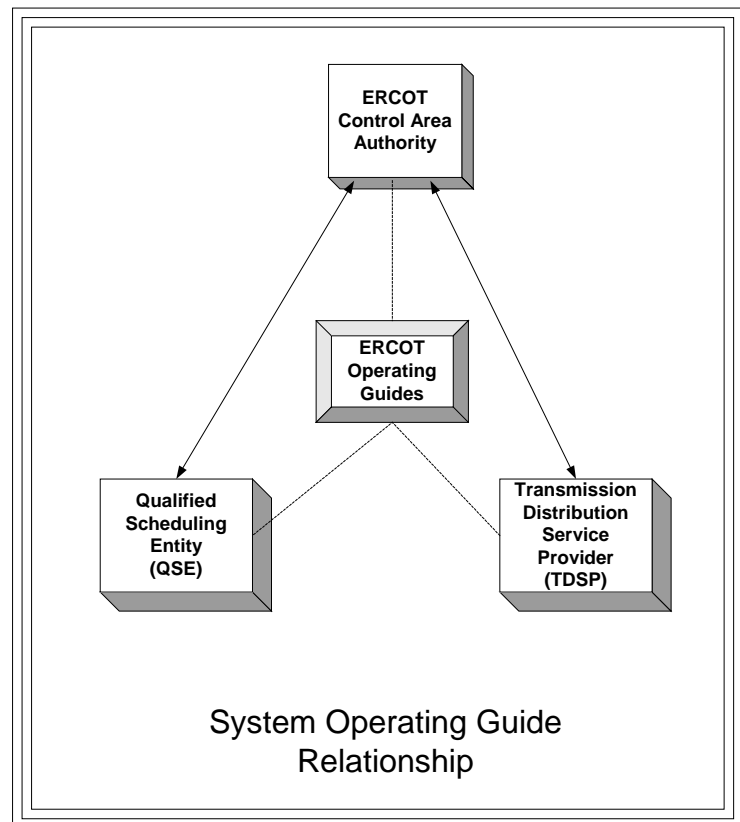 ERCOT
Control Area
Authority
ERCOT
Operating
Guides
Qualified
Scheduling
Entity
(QSE)
Transmission
Distribution
Service
Provider
(TDSP)
System Operating Guide
Relationship